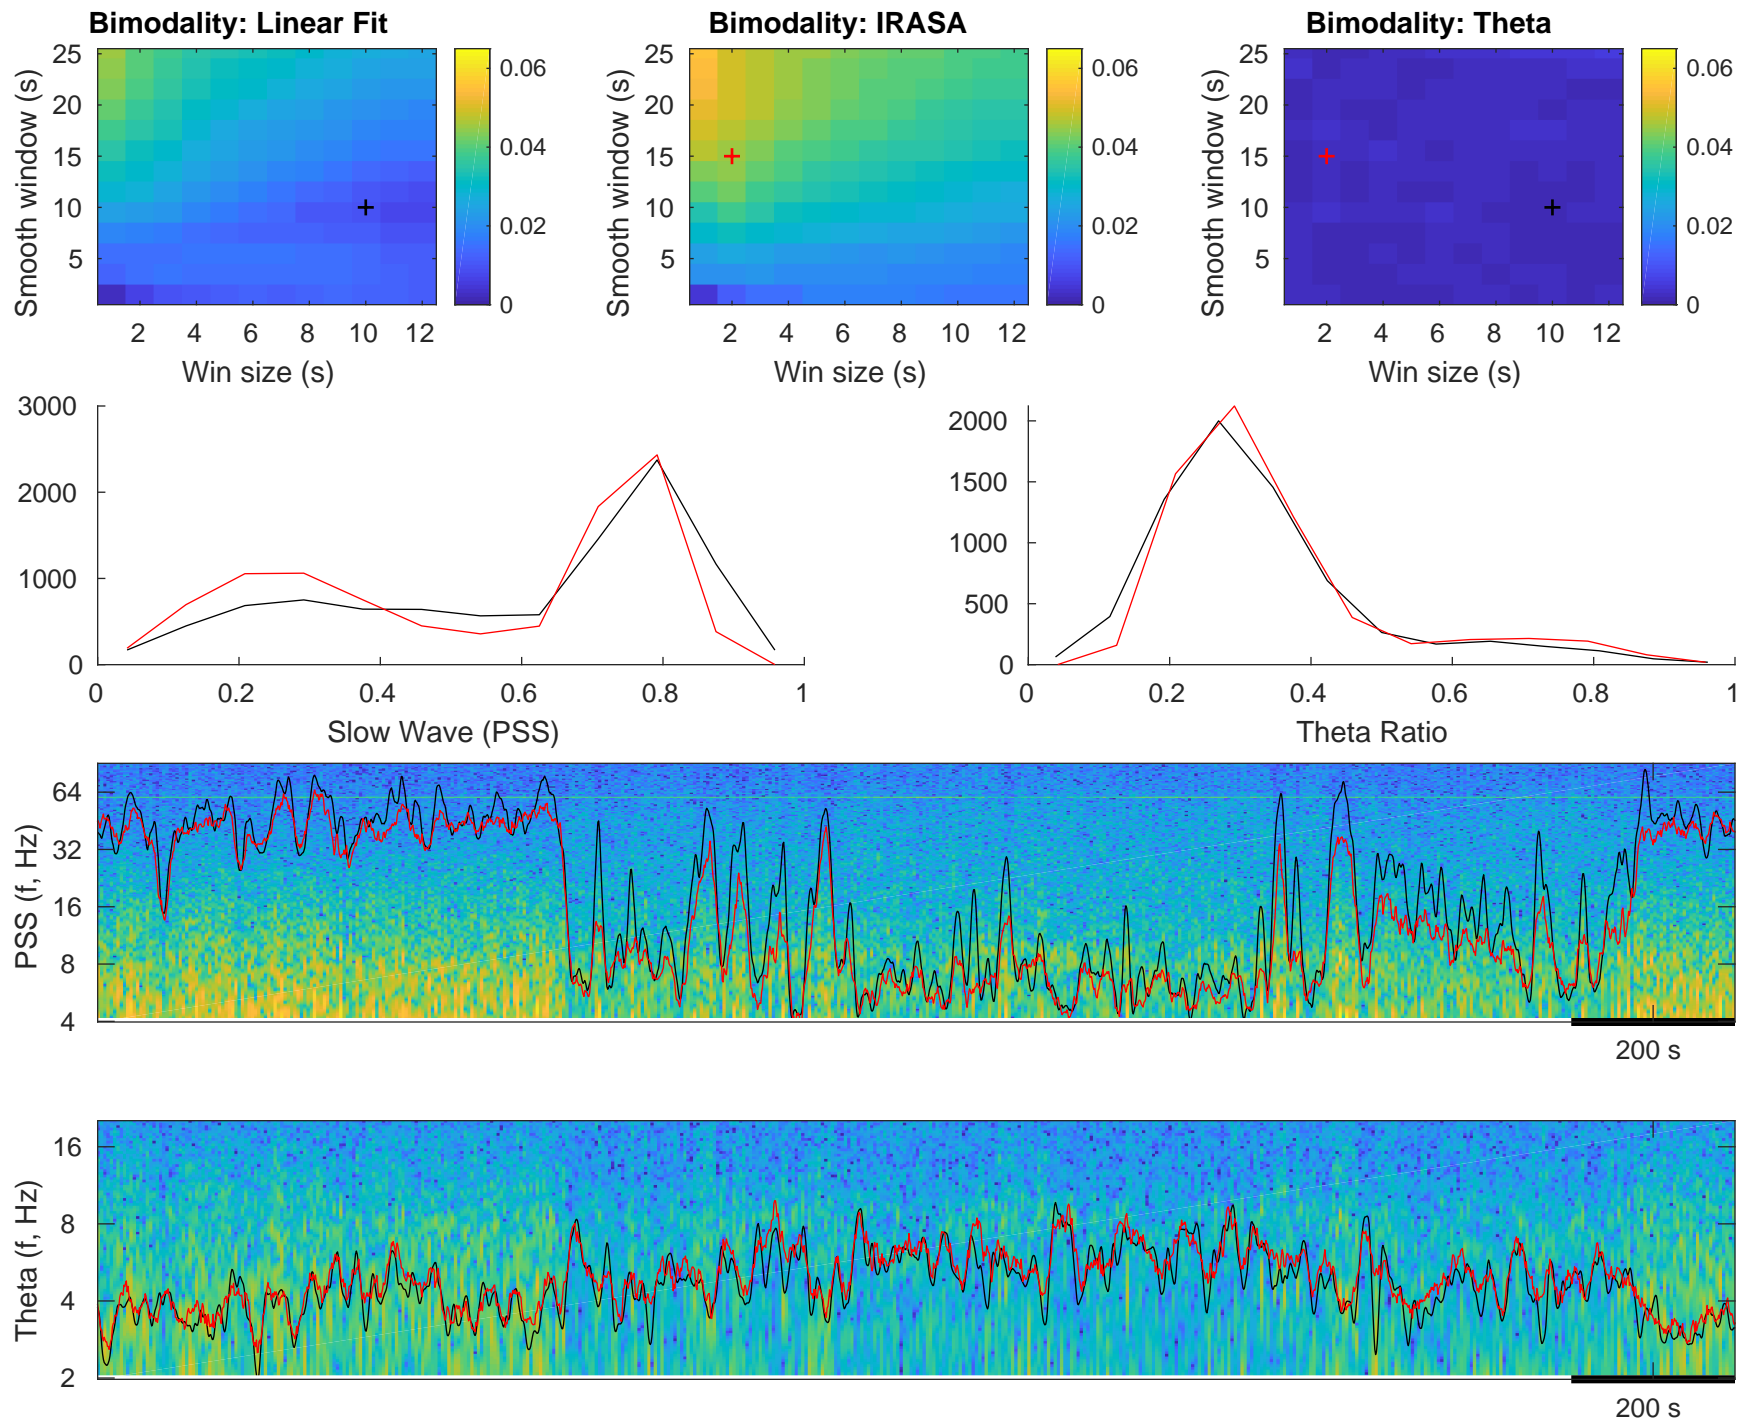 Bimodality: Linear Fit
Bimodality: IRASA
Bimodality: Theta
Smooth window (s)
25
20
15
10
5
2 4 6 8 10 12
Win size (s)
0.06
0.04
0.02
0
Smooth window (s)
25
20
15
10
5
2 4 6 8 10 12
Win size (s)
0.06
0.04
0.02
0
Smooth window (s)
25
20
15
10
5
2 4 6 8 10 12
Win size (s)
0.06
0.04
0.02
0
3000
2000
1000
0
0 0.2 0.4 0.6 0.8 1
Slow Wave (PSS)
2000
1500
1000
500
0
0 0.2 0.4 0.6 0.8 1
Theta Ratio
PSS (f, Hz)
64
32
16
8
4
200 s
Theta (f, Hz)
16
8
4
2
200 s